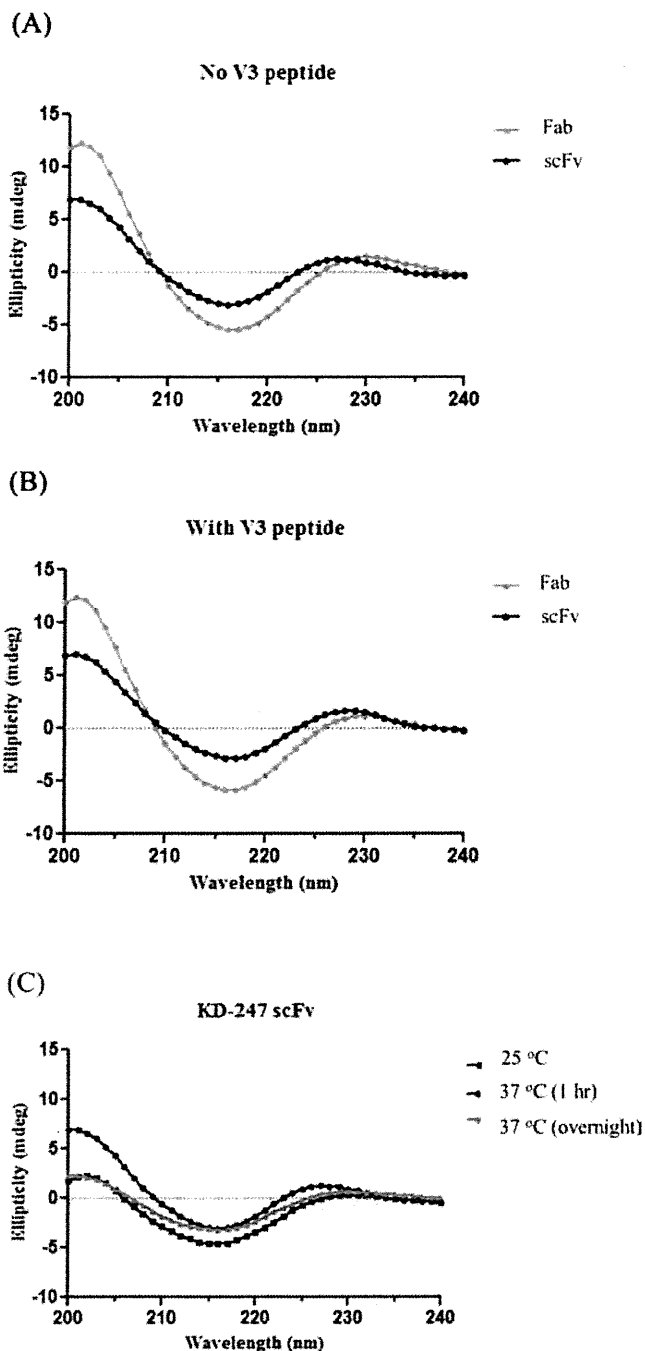 (A)
No V3 peptide
15
10
5
0
-5
-10
Ellipticity (mdeg)
200
210
220
230
240
Wavelength (nm)
Fab
scFv
(B)
With V3 peptide
15
10
5
0
-5
-10
Ellipticity (mdeg)
200
210
220
230
240
Wavelength (nm)
Fab
scFv
(C)
KD-247 scFv
15
10
5
0
-5
-10
Ellipticity (mdeg)
200
210
220
230
240
Wavelength (nm)
25 °C
37 °C (1 hr)
37 °C (overnight)